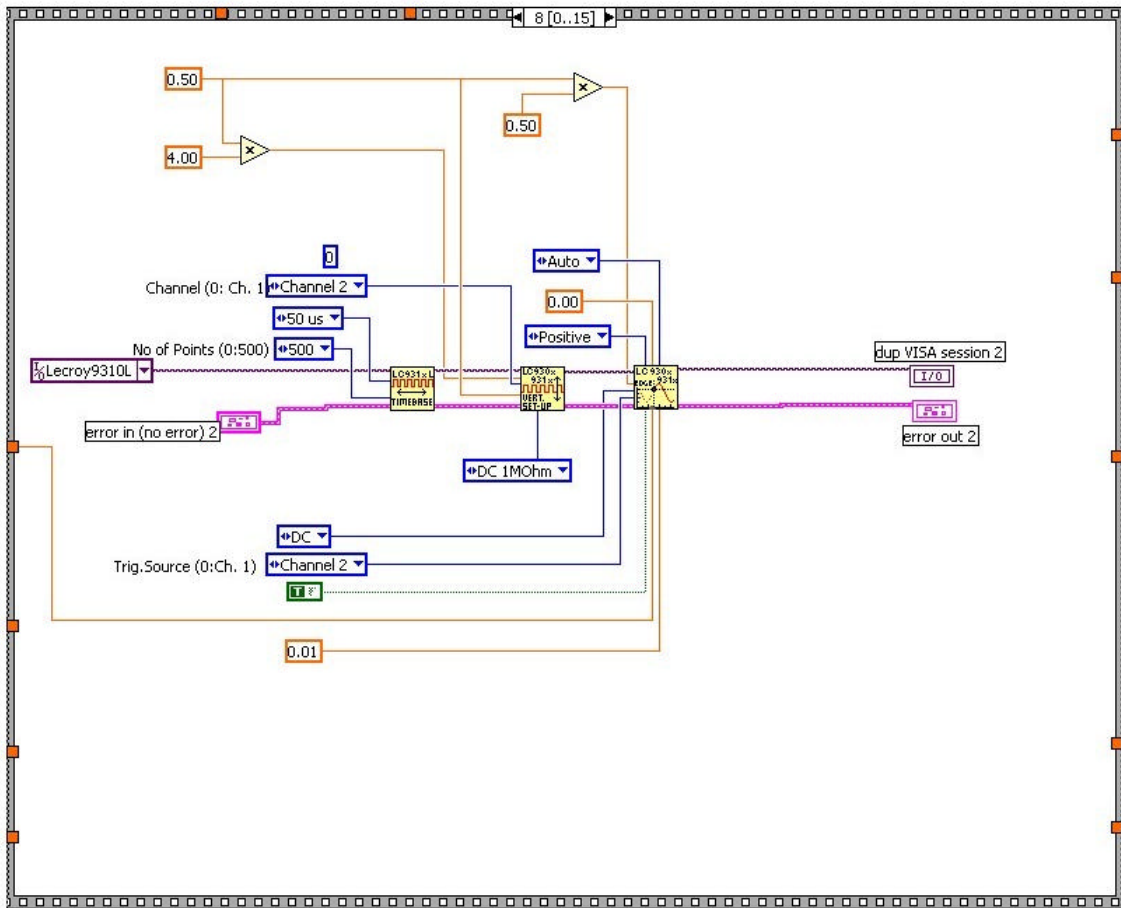 8 [0..15]
0.50
×
0.50
4.00
×
0
Auto
Channel (0: Ch. 1
Channel 2
0.00
50 us
Positive
No of Points (0:500)
500
dup VISA session 2
I/O
Lecroy9310L
LC931xL
TIMEBASE
LC930x
931x
VERT.
SET-UP
LC930x
EDGE
931x
I/O
error in (no error) 2
error out 2
DC 1MOhm
DC
Trig.Source (0:Ch. 1)
Channel 2
T F
0.01